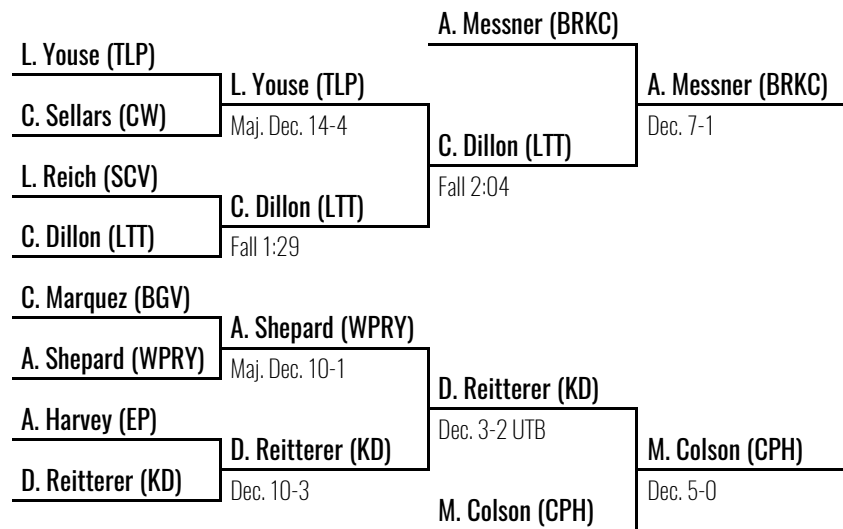 A. Messner (BRKC)
L. Youse (TLP)
L. Youse (TLP)
A. Messner (BRKC)
C. Sellars (CW)
Maj. Dec. 14-4
Dec. 7-1
C. Dillon (LTT)
L. Reich (SCV)
Fall 2:04
C. Dillon (LTT)
C. Dillon (LTT)
Fall 1:29
C. Marquez (BGV)
A. Shepard (WPRY)
A. Shepard (WPRY)
Maj. Dec. 10-1
D. Reitterer (KD)
A. Harvey (EP)
Dec. 3-2 UTB
D. Reitterer (KD)
M. Colson (CPH)
D. Reitterer (KD)
Dec. 10-3
Dec. 5-0
M. Colson (CPH)